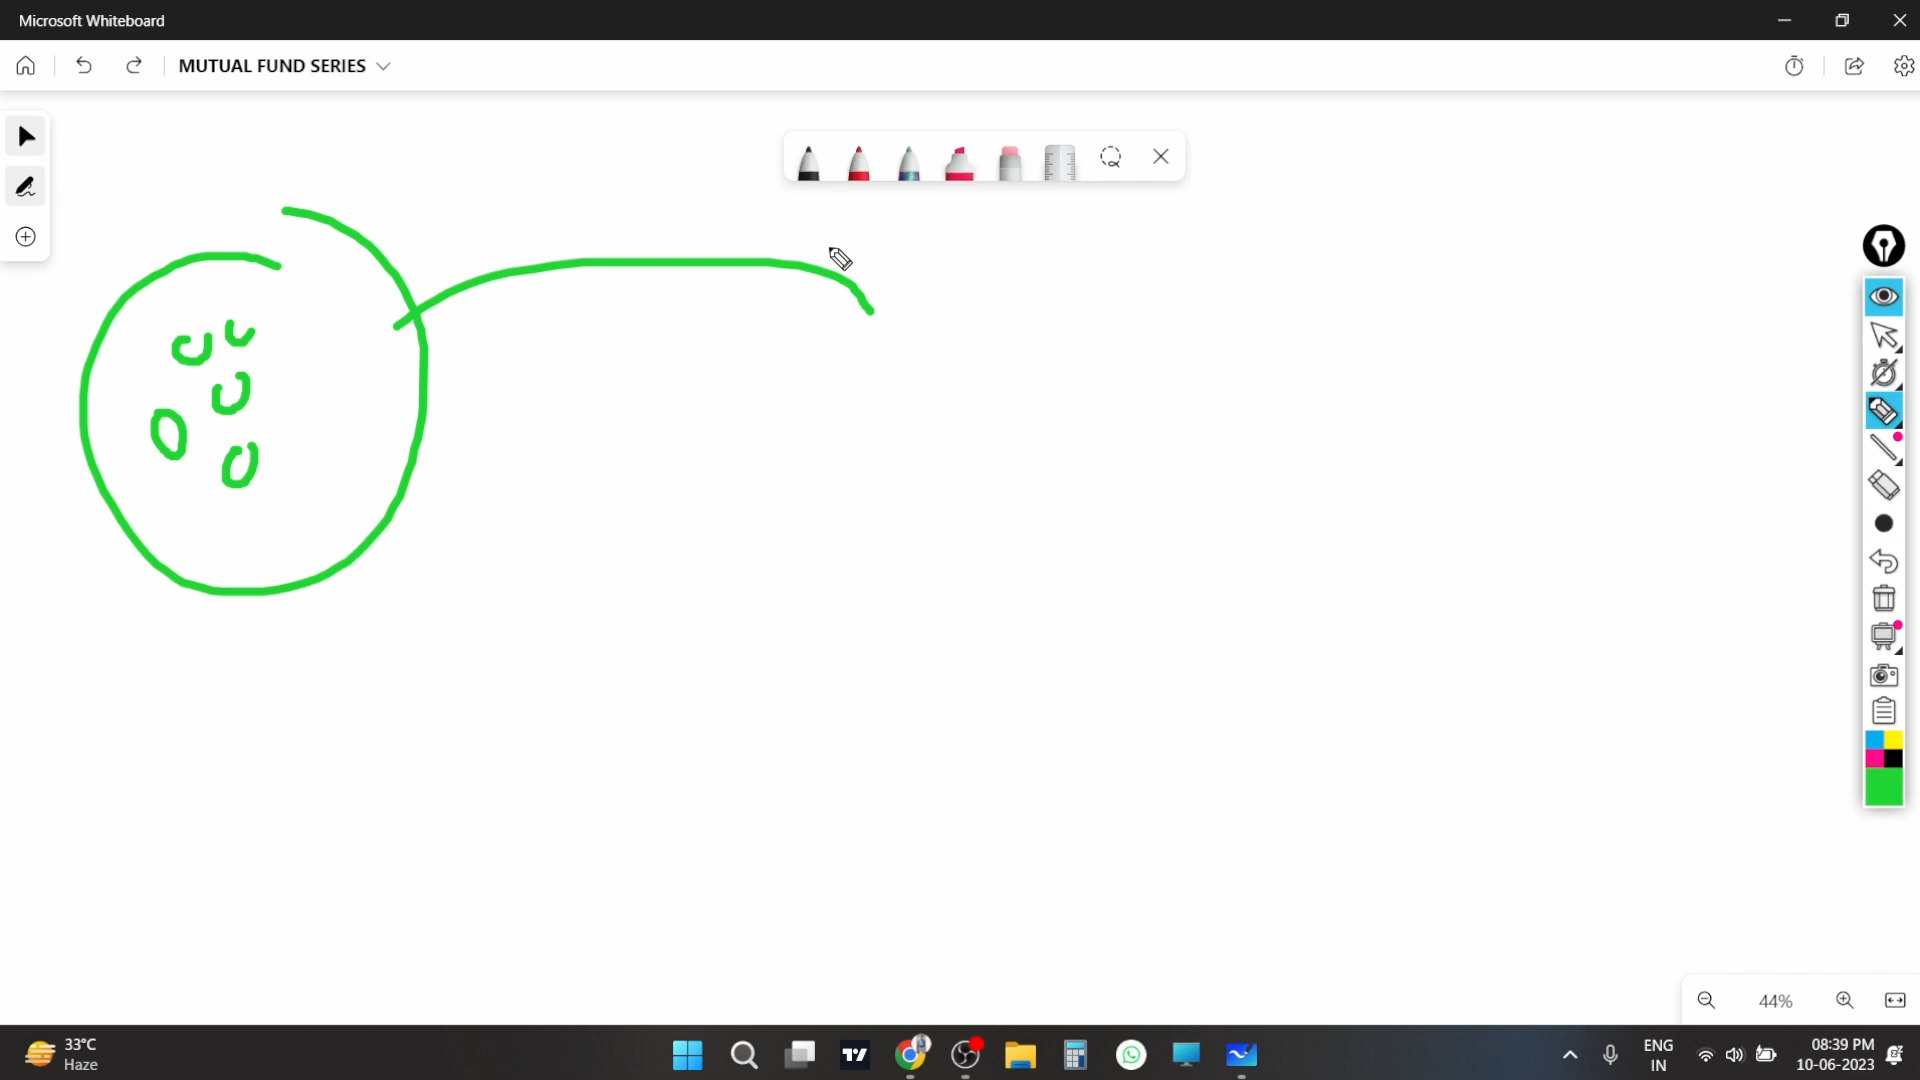 Microsoft Whiteboard
MUTUAL FUND SERIES
44%
33°C
Haze
ENG
IN
08:39 PM
10-06-2023